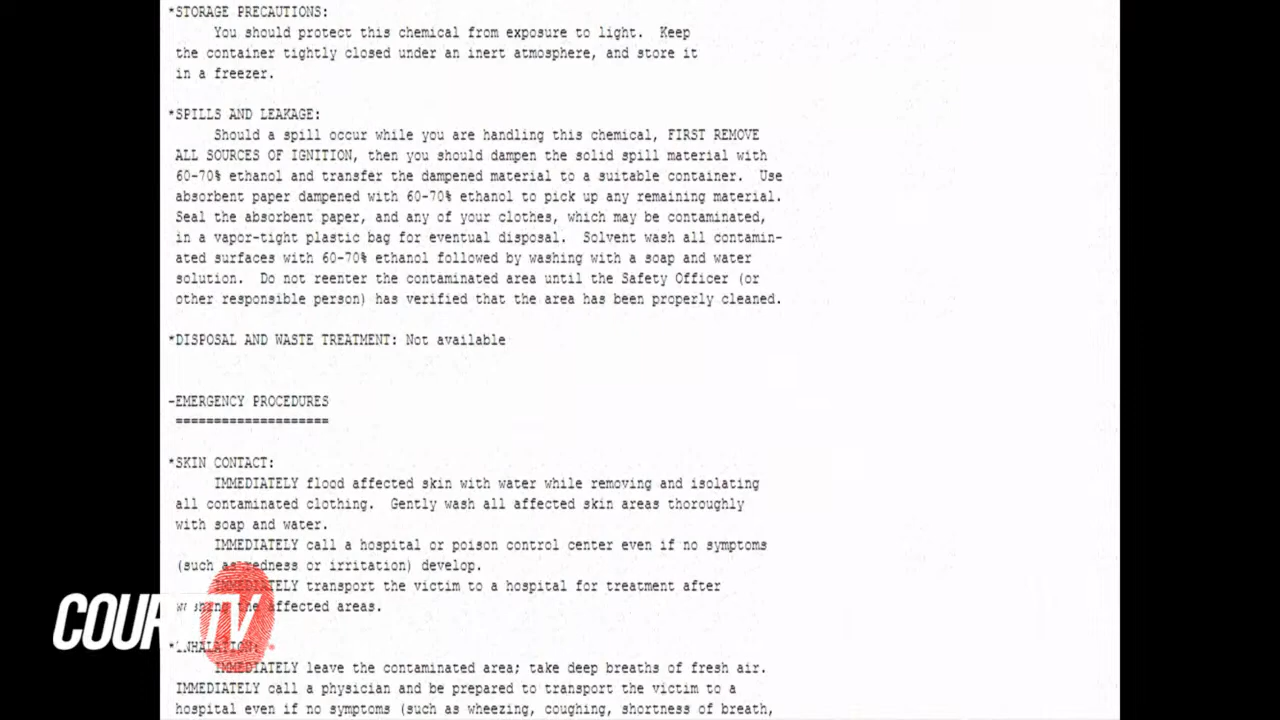 *STORAGE PRECAUTIONS:
You should protect this chemical from exposure to light. Keep
the container tightly closed under an inert atmosphere, and store it
in a freezer.
*SPILLS AND LEAKAGE:
Should a spill occur while you are handling this chemical, FIRST REMOVE
ALL SOURCES OF IGNITION, then you should dampen the solid spill material with
60-70% ethanol and transfer the dampened material to a suitable container. Use
absorbent paper dampened with 60-70% ethanol to pick up any remaining material.
Seal the absorbent paper, and any of your clothes, which may be contaminated,
in a vapor-tight plastic bag for eventual disposal. Solvent wash all contamin-
ated surfaces with 60-70% ethanol followed by washing with a soap and water
solution. Do not reenter the contaminated area until the Safety Officer (or
other responsible person) has verified that the area has been properly cleaned.
*DISPOSAL AND WASTE TREATMENT: Not available
-EMERGENCY PROCEDURES
====================
*SKIN CONTACT:
IMMEDIATELY flood affected skin with water while removing and isolating
all contaminated clothing. Gently wash all affected skin areas thoroughly
with soap and water.
IMMEDIATELY call a hospital or poison control center even if no symptoms
(such as redness or irritation) develop.
IMMEDIATELY transport the victim to a hospital for treatment after
washing the affected areas.
*INHALATION:
IMMEDIATELY leave the contaminated area; take deep breaths of fresh air.
IMMEDIATELY call a physician and be prepared to transport the victim to a
hospital even if no symptoms (such as wheezing, coughing, shortness of breath,
COURT TV